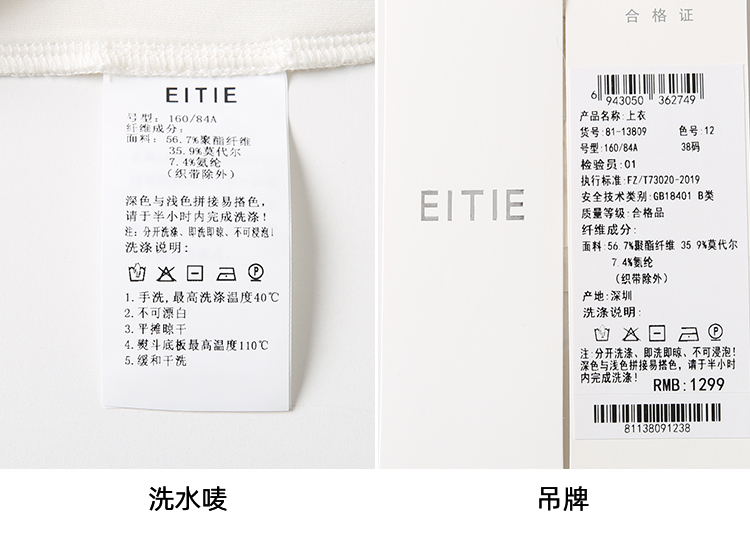 EITIE
号型: 160/84A
纤维成分:
面料: 56.7%聚酯纤维
35.9%莫代尔
7.4%氨纶
(织带除外)
深色与浅色拼接易搭色,
请于半小时内完成洗涤!
注: 分开洗涤、即洗即晾、不可浸泡!
洗涤说明:
P
1.手洗,最高洗涤温度40℃
2.不可漂白
3.平摊晾干
4.熨斗底板最高温度110℃
5.缓和干洗
洗水唛
EITIE
合格证
6 943050 362749
产品名称:上衣
货号:81-13809 色号:12
号型:160/84A 38码
检验员:01
执行标准:FZ/T73020-2019
安全技术类别:GB18401 B类
质量等级:合格品
纤维成分:
面料:56.7%聚酯纤维 35.9%莫代尔
7.4%氨纶
(织带除外)
产地:深圳
洗涤说明:
P
注:分开洗涤、即洗即晾、不可浸泡!
深色与浅色拼接易搭色,请于半小时
内完成洗涤!
RMB:1299
81138091238
吊牌